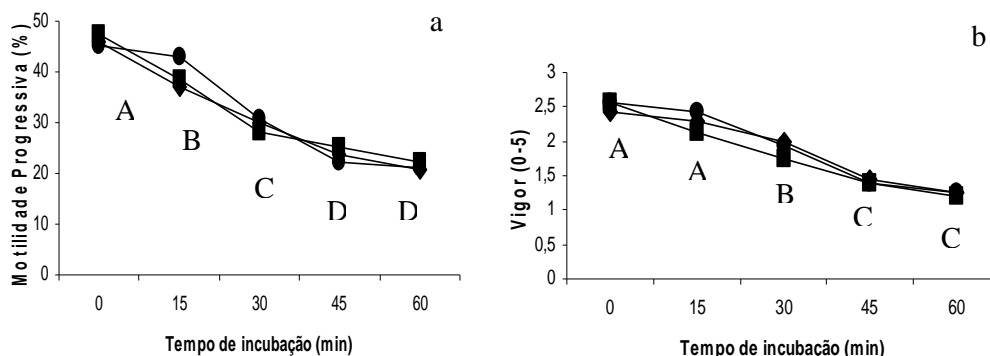 a
Motilidade Progressiva (%)
50
40
30
20
10
0
A
B
C
D
D
0 15 30 45 60
Tempo de incubação (min)
b
Vigor (0-5)
3
2,5
2
1,5
1
0,5
0
A
A
B
C
C
0 15 30 45 60
Tempo de incubação (min)